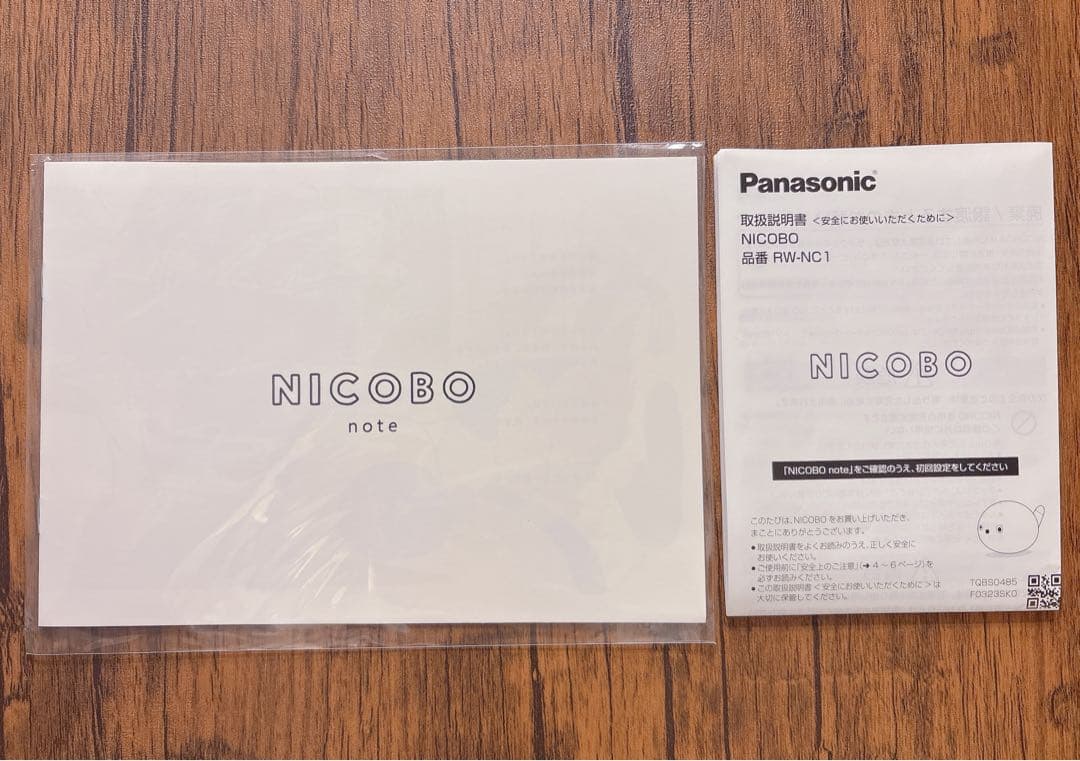 NICOBO
note
Panasonic
取扱説明書 <安全にお使いいただくために>
NICOBO
品番 RW-NC1
NICOBO
「NICOBO note」をご確認のうえ、初回設定をしてください
このたびは、NICOBOをお買い上げいただき、
まことにありがとうございます。
●取扱説明書をよくお読みのうえ、正しく安全に
お使いください。
●ご使用前に「安全上のご注意」(➔ 4～6ページ)を
必ずお読みください。
●この取扱説明書<安全にお使いいただくために>は
大切に保管してください。
TQBS0485
F0323SK0